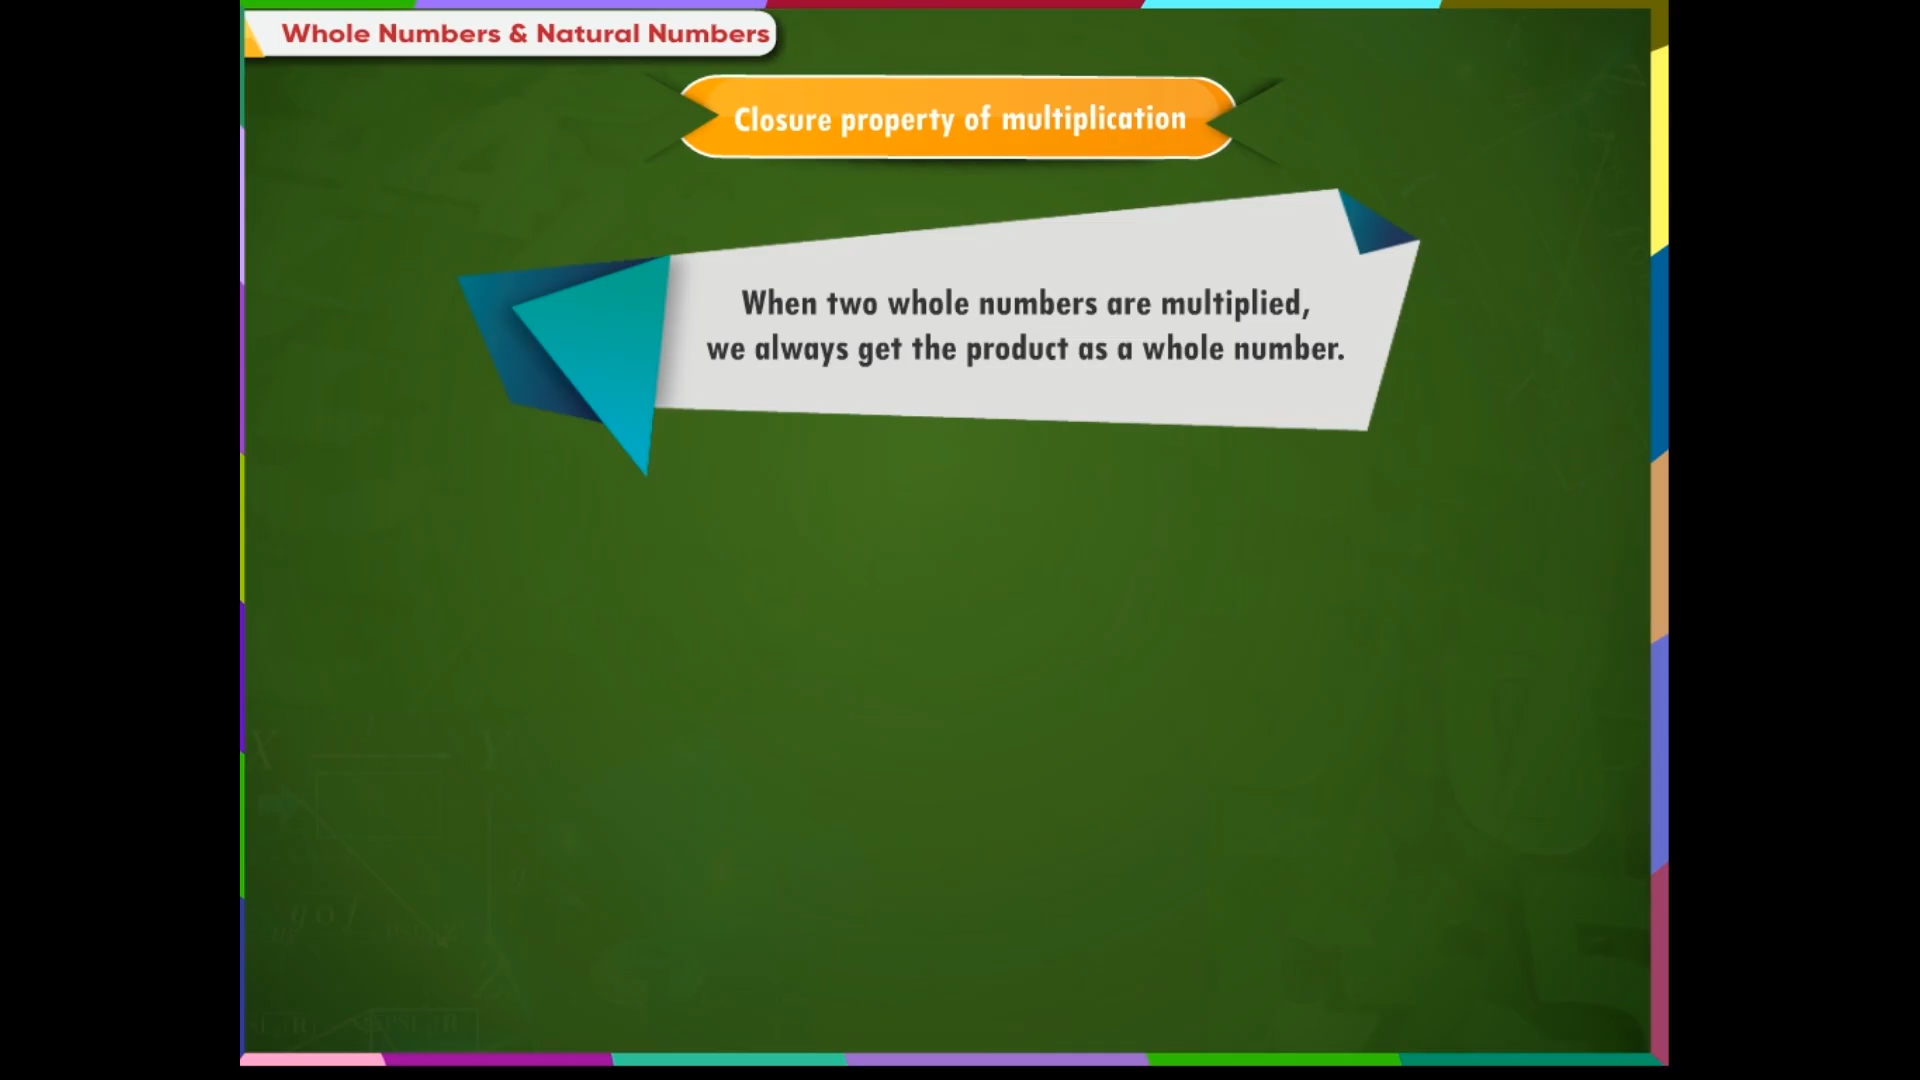 Whole Numbers & Natural Numbers
Closure property of multiplication
When two whole numbers are multiplied,
we always get the product as a whole number.
X Y
g o f